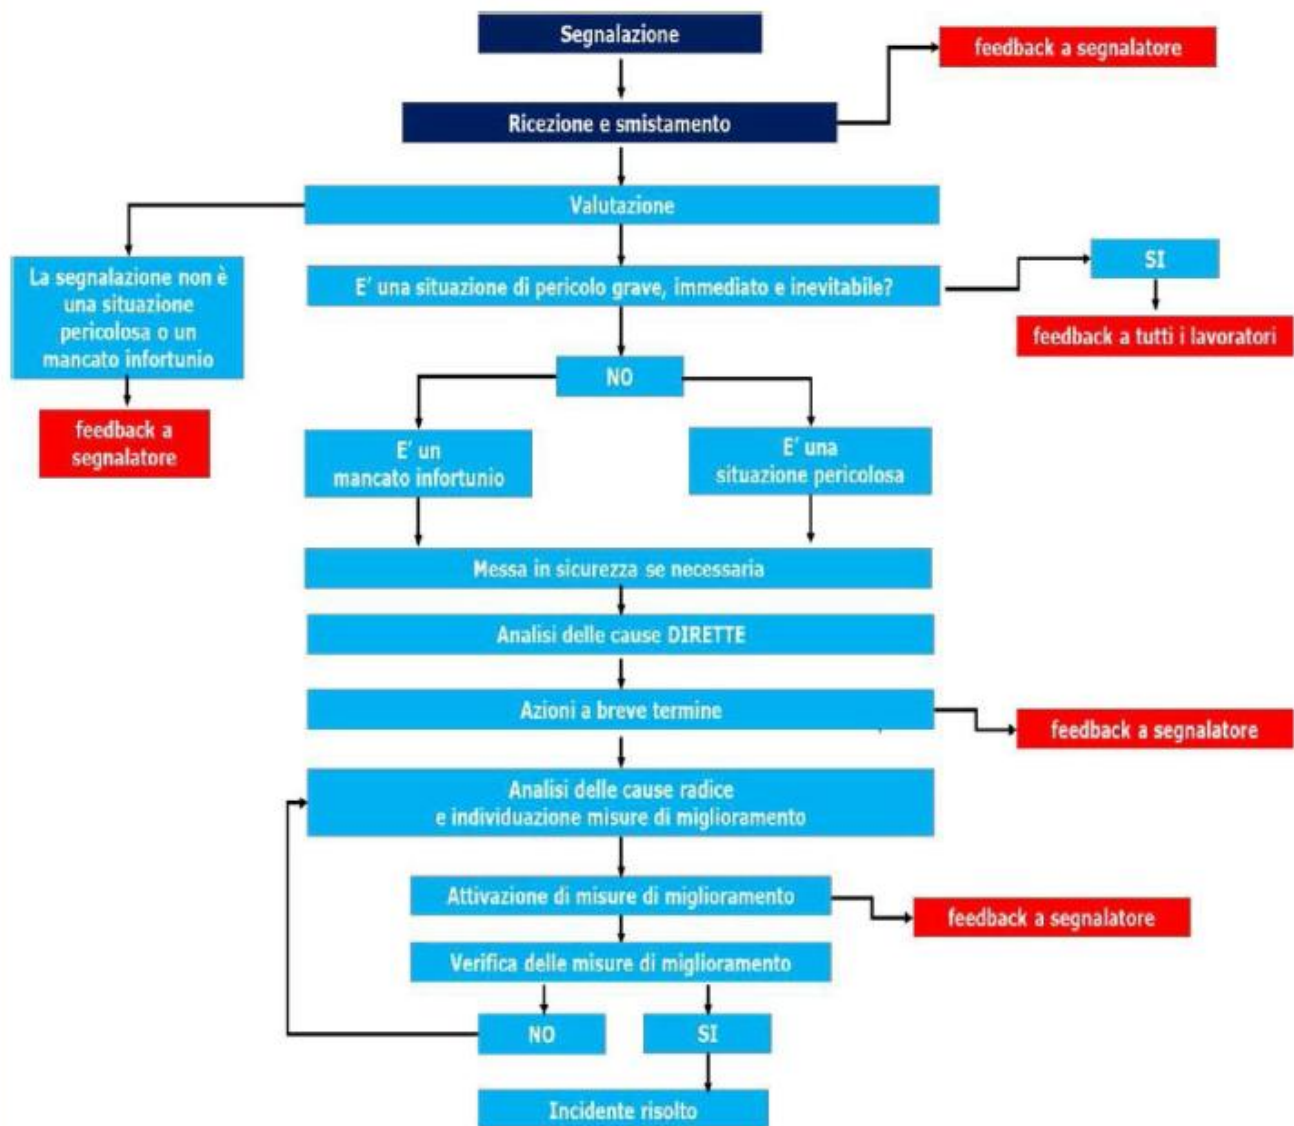 Segnalazione
feedback a segnalatore
Ricezione e smistamento
Valutazione
La segnalazione non è
una situazione
pericolosa o un
mancato infortunio
E' una situazione di pericolo grave, immediato e inevitabile?
SI
feedback a tutti i lavoratori
NO
feedback a
segnalatore
E' un
mancato infortunio
E' una
situazione pericolosa
Messa in sicurezza se necessaria
Analisi delle cause DIRETTE
Azioni a breve termine
feedback a segnalatore
Analisi delle cause radice
e individuazione misure di miglioramento
Attivazione di misure di miglioramento
feedback a segnalatore
Verifica delle misure di miglioramento
NO
SI
Incidente risolto